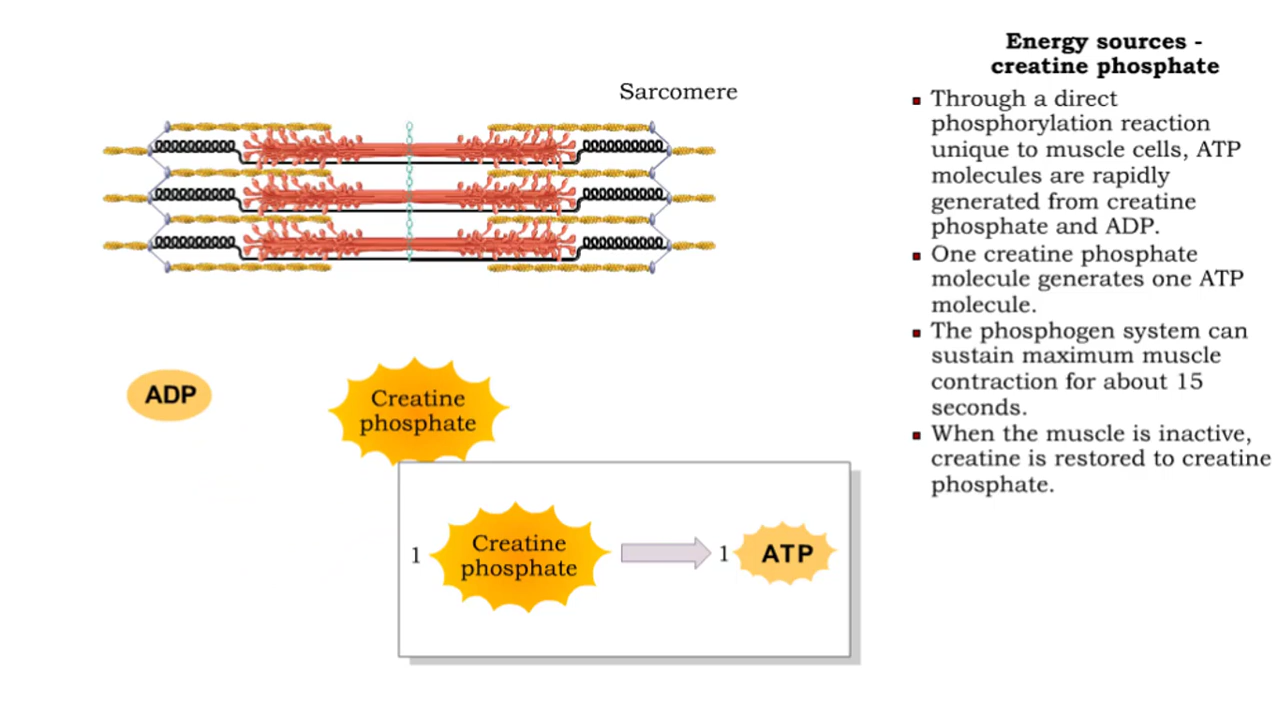 Energy sources -
creatine phosphate
Sarcomere
▪ Through a direct
phosphorylation reaction
unique to muscle cells, ATP
molecules are rapidly
generated from creatine
phosphate and ADP.
▪ One creatine phosphate
molecule generates one ATP
molecule.
▪ The phosphogen system can
sustain maximum muscle
contraction for about 15
seconds.
▪ When the muscle is inactive,
creatine is restored to creatine
phosphate.
ADP
Creatine
phosphate
1 Creatine
phosphate
1 ATP